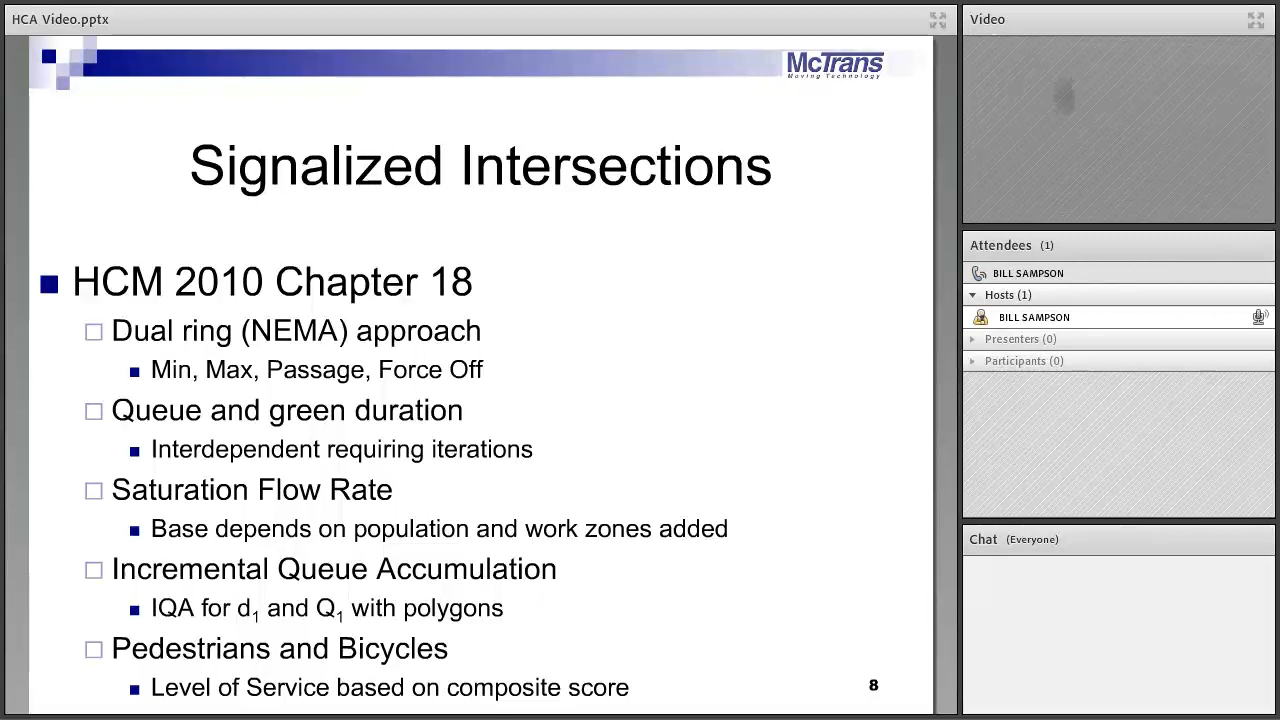 HCA Video.pptx
McTrans
Moving Technology
Signalized Intersections
HCM 2010 Chapter 18
Dual ring (NEMA) approach
Min, Max, Passage, Force Off
Queue and green duration
Interdependent requiring iterations
Saturation Flow Rate
Base depends on population and work zones added
Incremental Queue Accumulation
IQA for d1 and Q1 with polygons
Pedestrians and Bicycles
Level of Service based on composite score
8
Video
Attendees (1)
BILL SAMPSON
Hosts (1)
BILL SAMPSON
Presenters (0)
Participants (0)
Chat (Everyone)